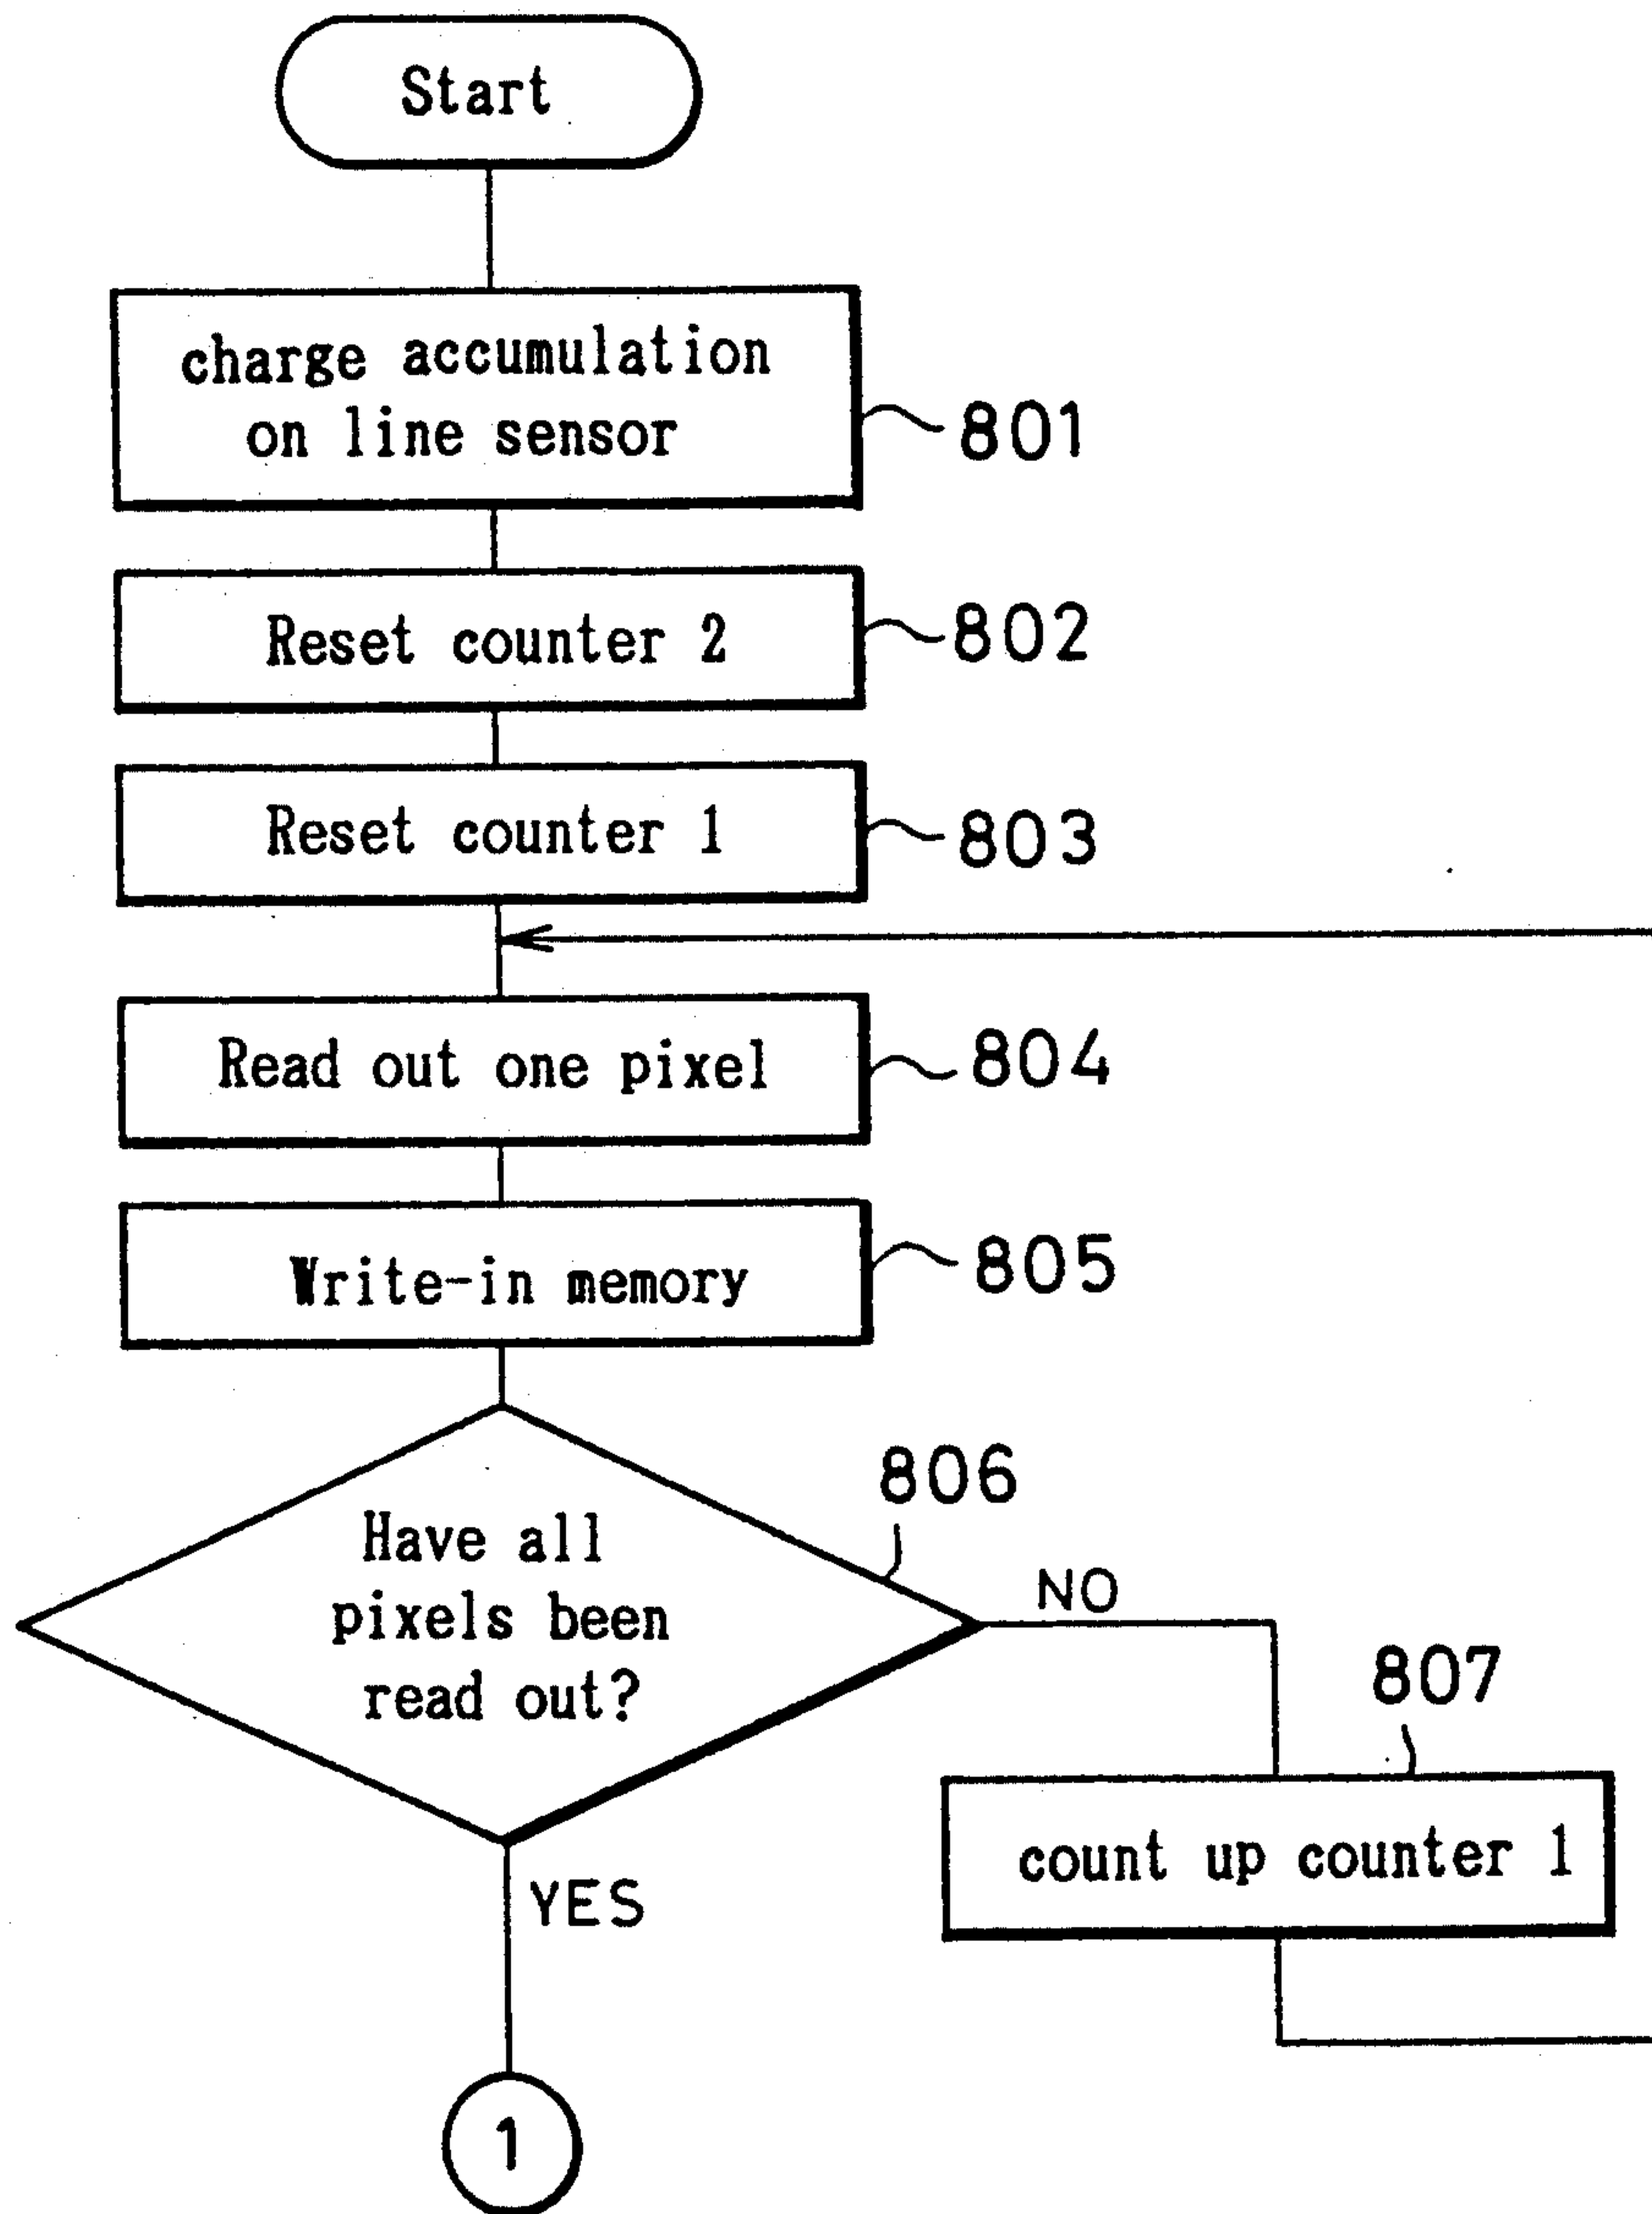 Start
charge accumulation
on line sensor
801
Reset counter 2
802
Reset counter 1
803
Read out one pixel
804
Write-in memory
805
806
Have all
pixels been
read out?
NO
807
count up counter 1
YES
1